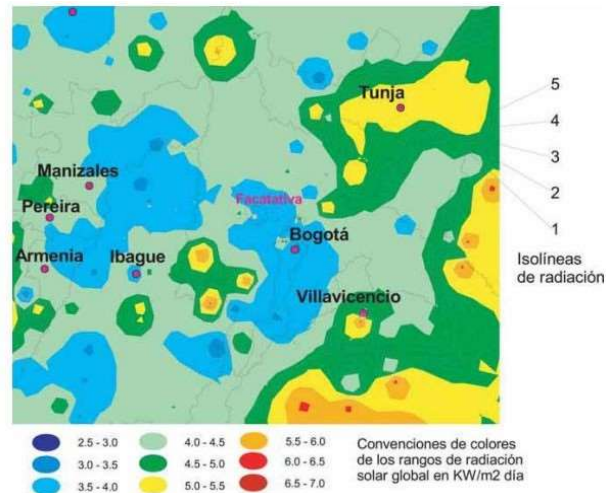 Tunja
Manizales
Facatativa
Pereira
Bogotá
Armenia
Ibague
Villavicencio
5
4
3
2
1
Isolíneas
de radiación
2.5 - 3.0
3.0 - 3.5
3.5 - 4.0
4.0 - 4.5
4.5 - 5.0
5.0 - 5.5
5.5 - 6.0
6.0 - 6.5
6.5 - 7.0
Convenciones de colores
de los rangos de radiación
solar global en KW/m2 día